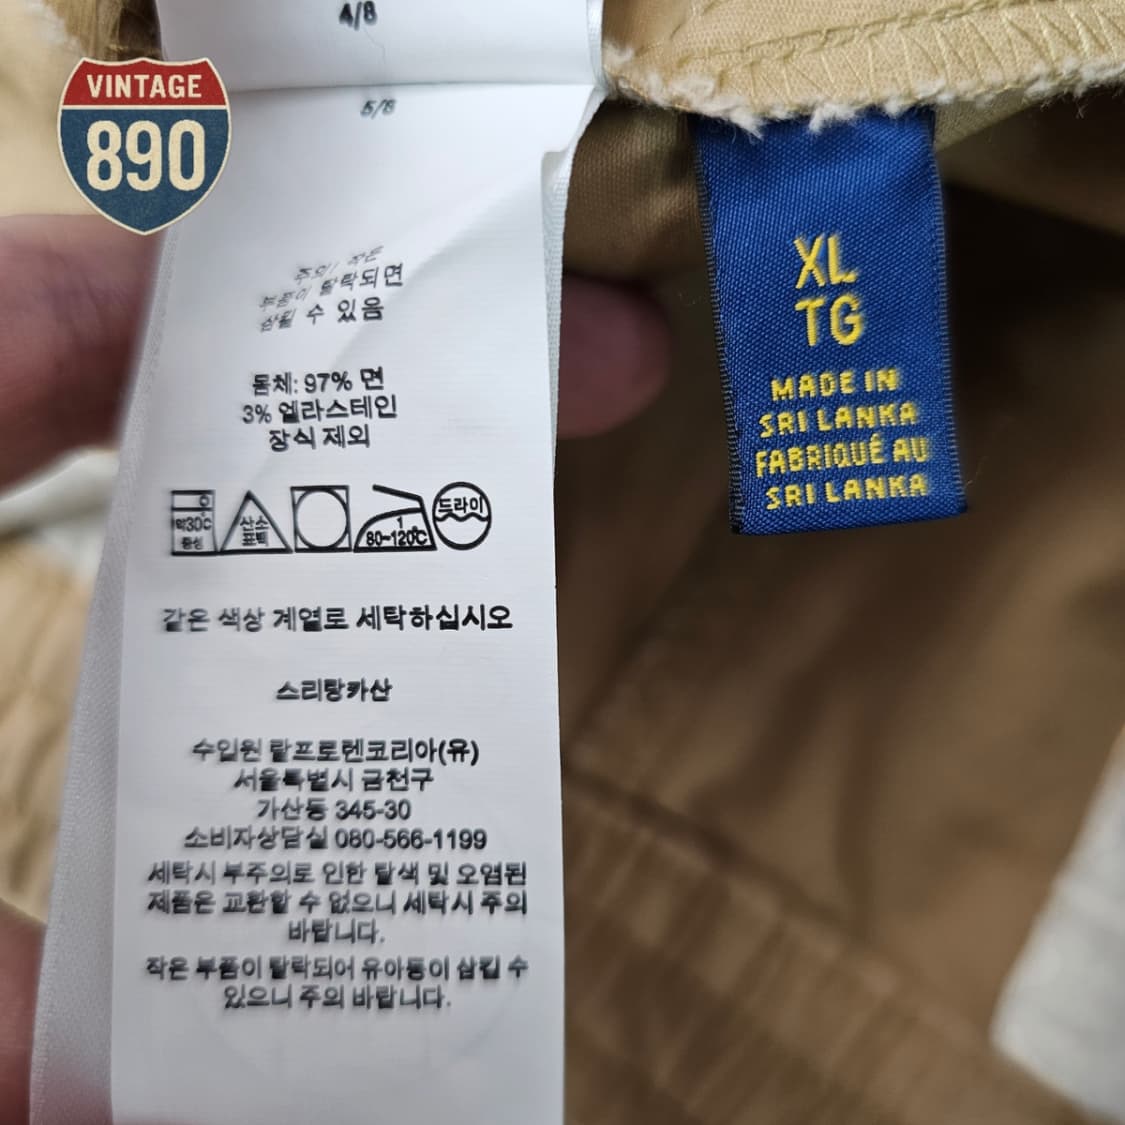 VINTAGE
890
4/8
5/8
주의! 작은
부품이 탈락되면
삼킬 수 있음
몸체: 97% 면
3% 엘라스테인
장식 제외
약30℃
중성
산소
표백
1
80~120℃
드라이
같은 색상 계열로 세탁하십시오
스리랑카산
수입원 랄프로렌코리아(유)
서울특별시 금천구
가산동 345-30
소비자상담실 080-566-1199
세탁시 부주의로 인한 탈색 및 오염된
제품은 교환할 수 없으니 세탁시 주의
바랍니다.
작은 부품이 탈락되어 유아등이 삼킬 수
있으니 주의 바랍니다.
XL
TG
MADE IN
SRI LANKA
FABRIQUÉ AU
SRI LANKA